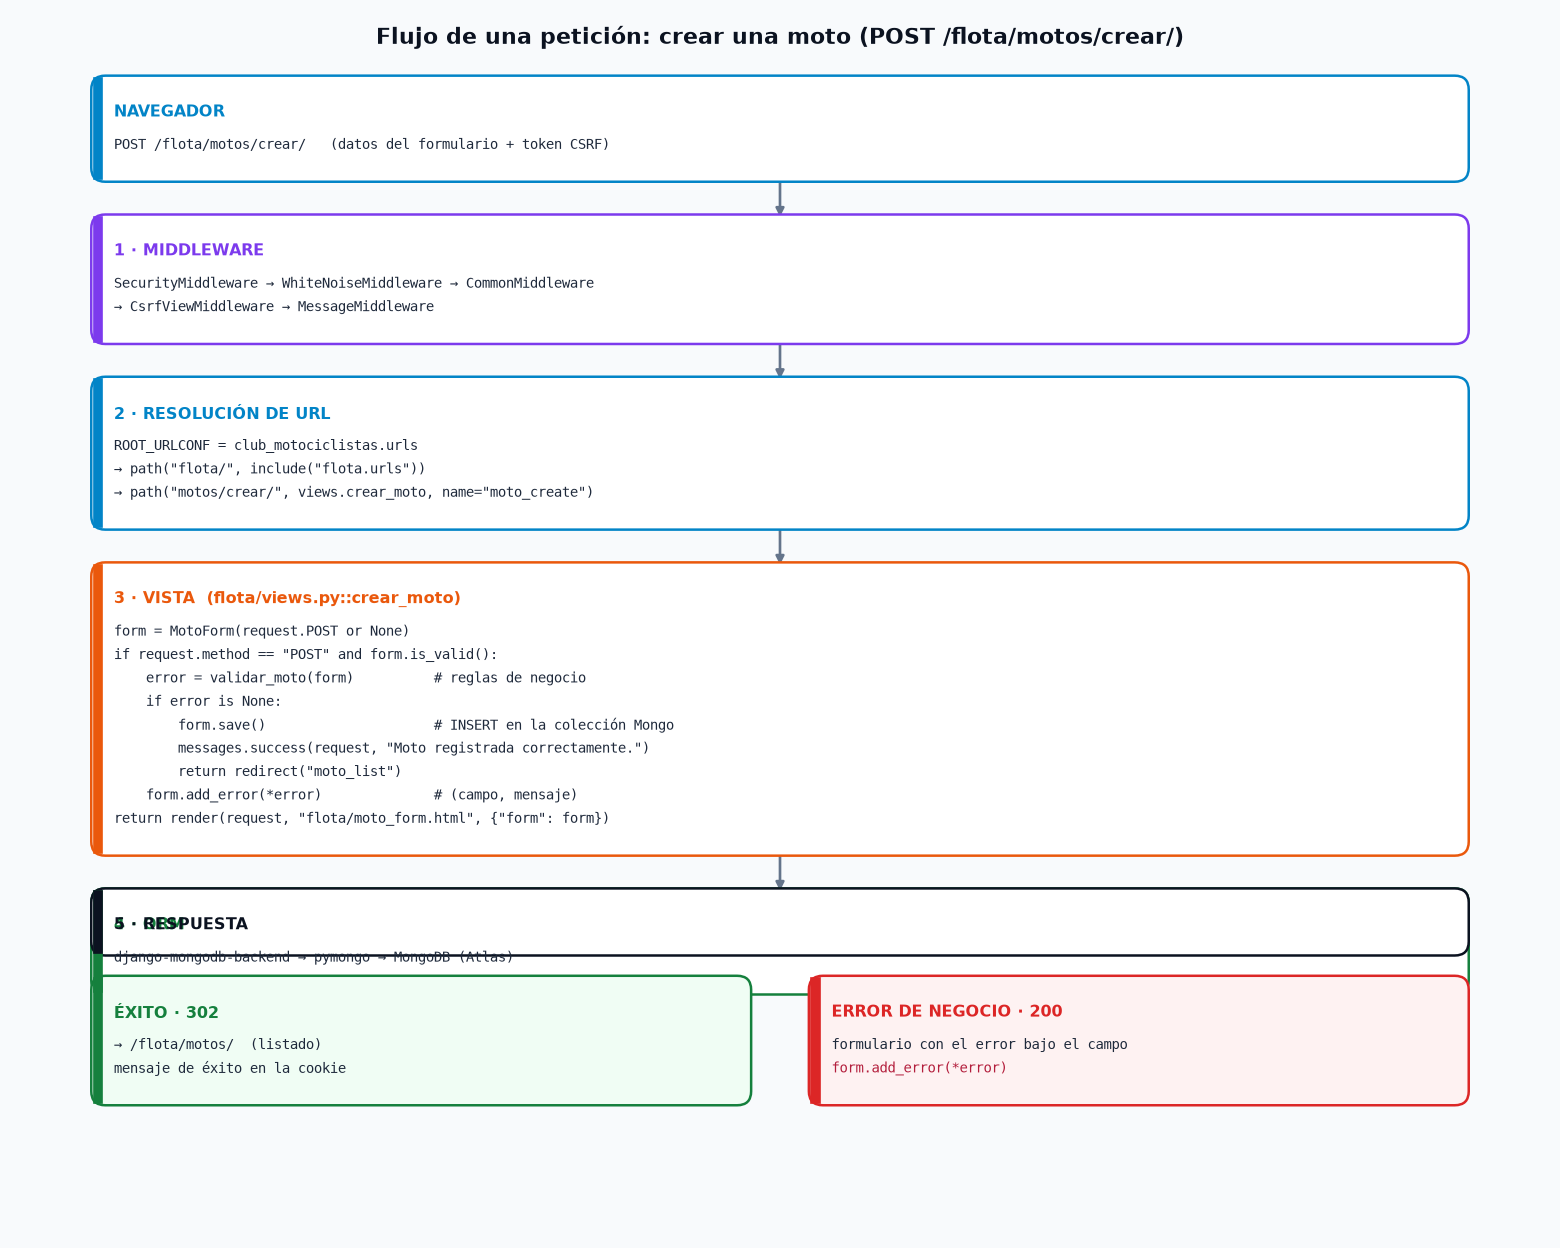 Flujo de una petición: crear una moto (POST /flota/motos/crear/)
NAVEGADOR
POST /flota/motos/crear/   (datos del formulario + token CSRF)
1 · MIDDLEWARE
SecurityMiddleware → WhiteNoiseMiddleware → CommonMiddleware
→ CsrfViewMiddleware → MessageMiddleware
2 · RESOLUCIÓN DE URL
ROOT_URLCONF = club_motociclistas.urls
→ path("flota/", include("flota.urls"))
→ path("motos/crear/", views.crear_moto, name="moto_create")
3 · VISTA  (flota/views.py::crear_moto)
form = MotoForm(request.POST or None)
if request.method == "POST" and form.is_valid():
    error = validar_moto(form)          # reglas de negocio
    if error is None:
        form.save()                     # INSERT en la colección Mongo
        messages.success(request, "Moto registrada correctamente.")
        return redirect("moto_list")
    form.add_error(*error)              # (campo, mensaje)
return render(request, "flota/moto_form.html", {"form": form})
5 · RESPUESTA
django-mongodb-backend → pymongo → MongoDB (Atlas)
ÉXITO · 302
→ /flota/motos/  (listado)
mensaje de éxito en la cookie
ERROR DE NEGOCIO · 200
formulario con el error bajo el campo
form.add_error(*error)